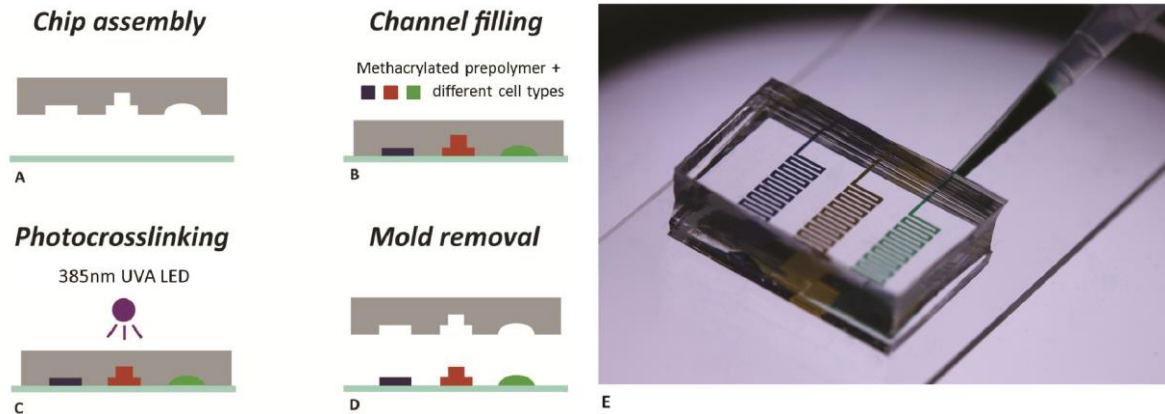 Chip assembly
A
Channel filling
Methacrylated prepolymer +
different cell types
B
Photocrosslinking
385nm UVA LED
C
Mold removal
D
E